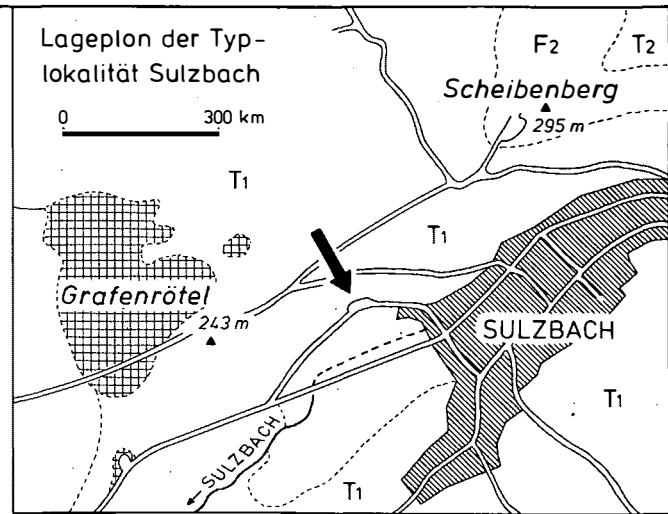 Lageplan der Typ-
lokalität Sulzbach
0 300 km
F2
T2
Scheibenberg
295 m
T1
T1
Grafenrötel
243 m
SULZBACH
T1
SULZBACH
T1